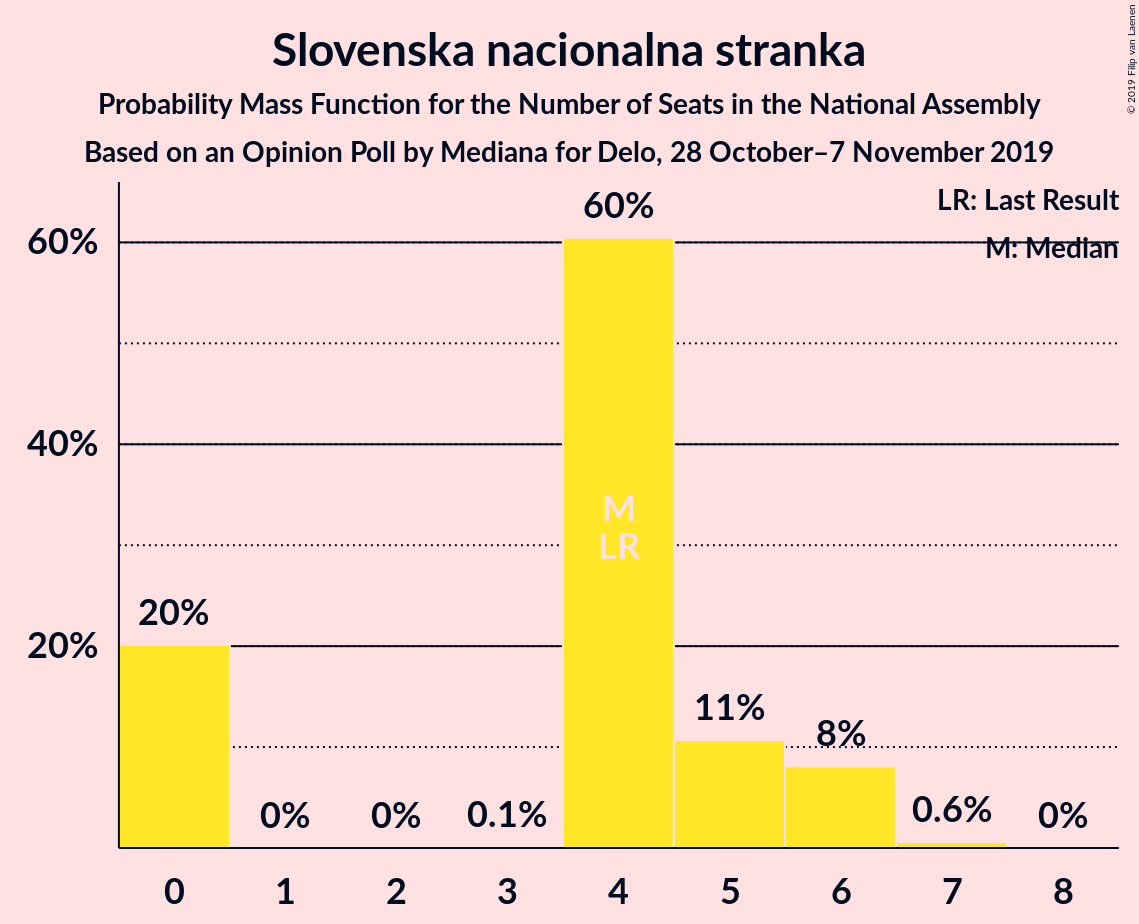 Slovenska nacionalna stranka
Probability Mass Function for the Number of Seats in the National Assembly
Based on an Opinion Poll by Mediana for Delo, 28 October–7 November 2019
© 2019 Filip van Laenen
LR: Last Result
M: Median
60%
40%
20%
20%
0%
0%
0.1%
60%
M
LR
11%
8%
0.6%
0%
0 1 2 3 4 5 6 7 8